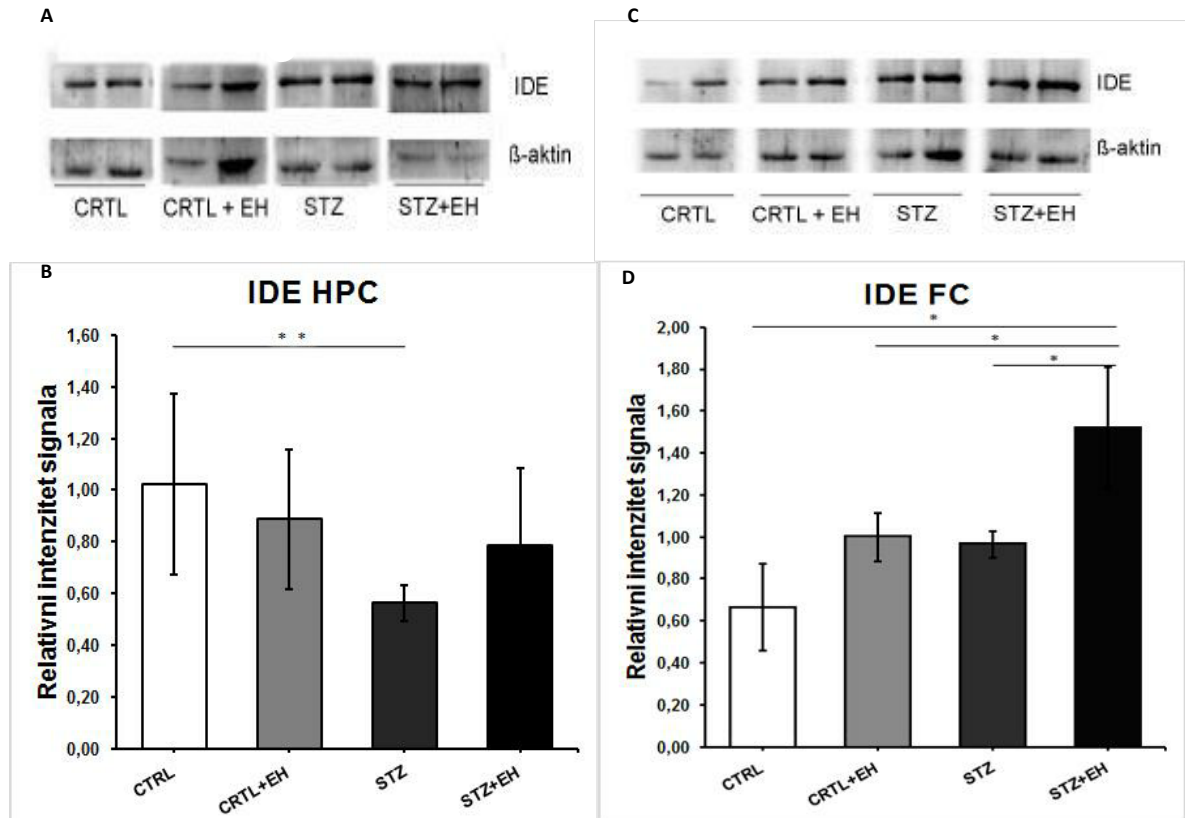 A
IDE
ß-aktin
CRTL CRTL + EH STZ STZ+EH
C
IDE
ß-aktin
CRTL CRTL + EH STZ STZ+EH
B
IDE HPC
Relativni intenzitet signala
1,60
1,40
1,20
1,00
0,80
0,60
0,40
0,20
0,00
* *
CTRL CRTL+EH STZ STZ+EH
D
IDE FC
Relativni intenzitet signala
2,00
1,80
1,60
1,40
1,20
1,00
0,80
0,60
0,40
0,20
0,00
*
*
*
CTRL CRTL+EH STZ STZ+EH